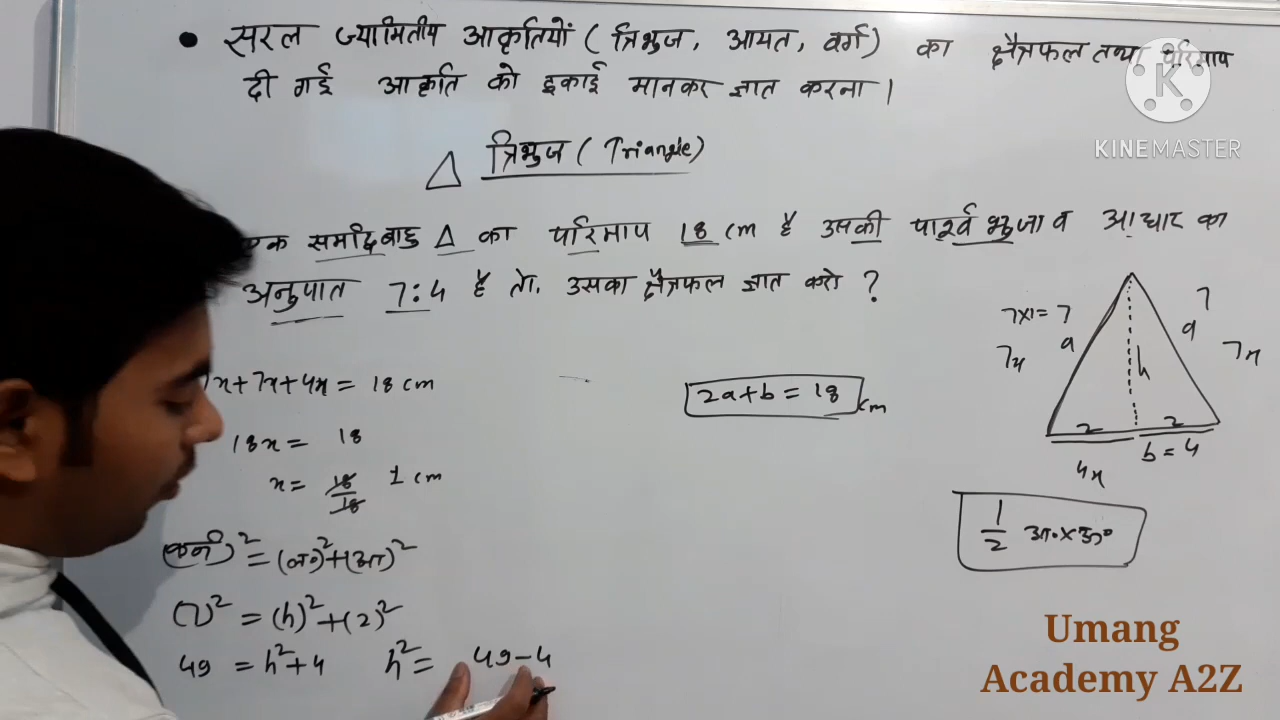 • सरल ज्यामितीय आकृतियों ( त्रिभुज, आयत, वर्ग) का क्षेत्रफल तथा परिमाप
दी गई आकृति को इकाई मानकर ज्ञात करना।
KINEMASTER
△ त्रिभुज ( Triangle)
एक समद्विबाहु △ का परिमाप 18 cm है उसकी पार्श्व भुजा व आधार का
अनुपात 7:4 है तो, उसका क्षेत्रफल ज्ञात करो ?
7x+7x+4x = 18 cm
18x = 18
x = 18/18 1 cm
(कर्ण)² = (ल०)²+(आ)²
(7)² = (h)²+(2)²
49 = h²+4 h² = 49-4
2a+b = 18 cm
7x1= 7
7x a h a 7 7x
2 2
4x b = 4
1/2 आ०×ऊ०
Umang
Academy A2Z